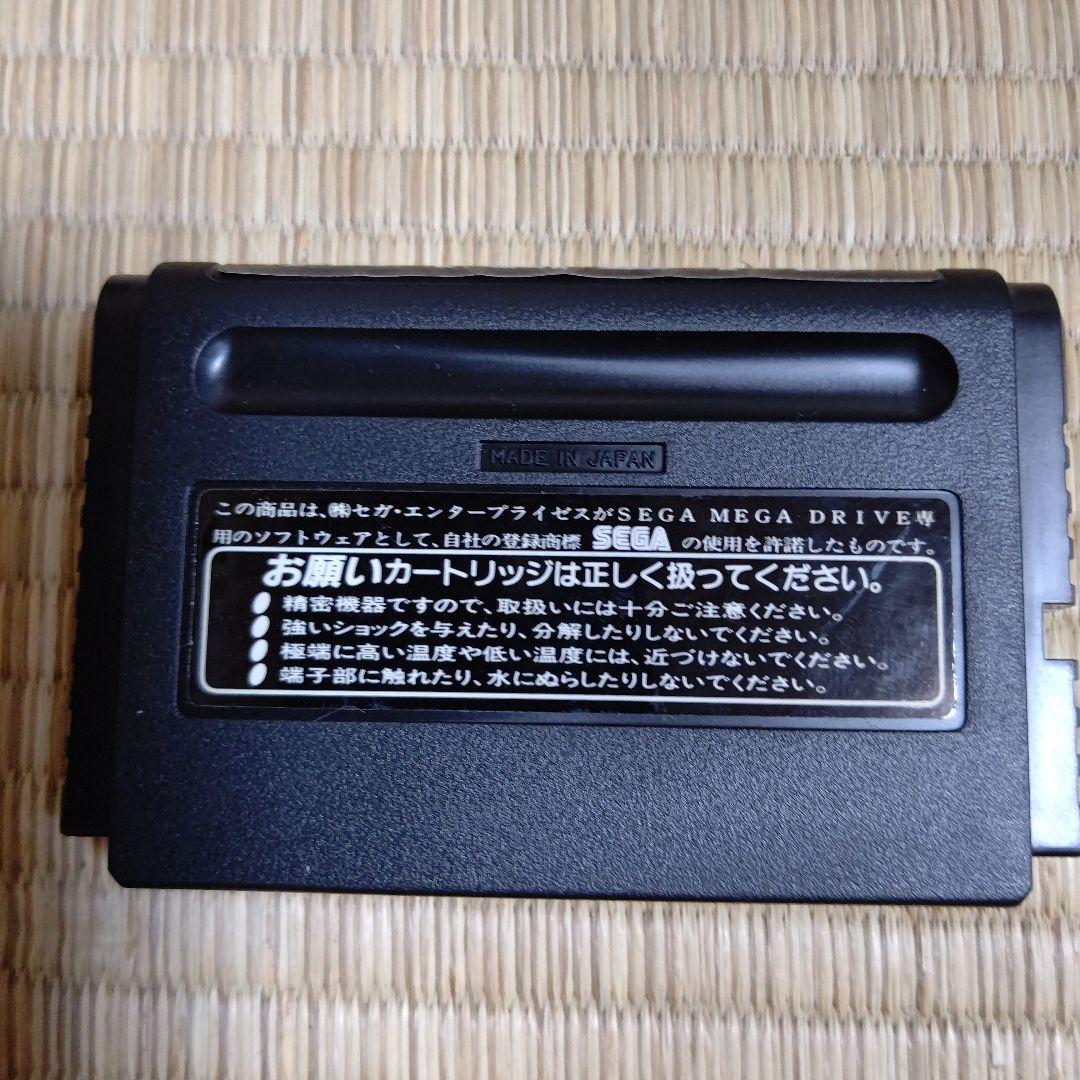 MADE IN JAPAN
この商品は、㈱セガ・エンタープライゼスがSEGA MEGA DRIVE専
用のソフトウェアとして、自社の登録商標 SEGA の使用を許諾したものです。
お願いカートリッジは正しく扱ってください。
●精密機器ですので、取扱いには十分ご注意ください。
●強いショックを与えたり、分解したりしないでください。
●極端に高い温度や低い温度には、近づけないでください。
●端子部に触れたり、水にぬらしたりしないでください。